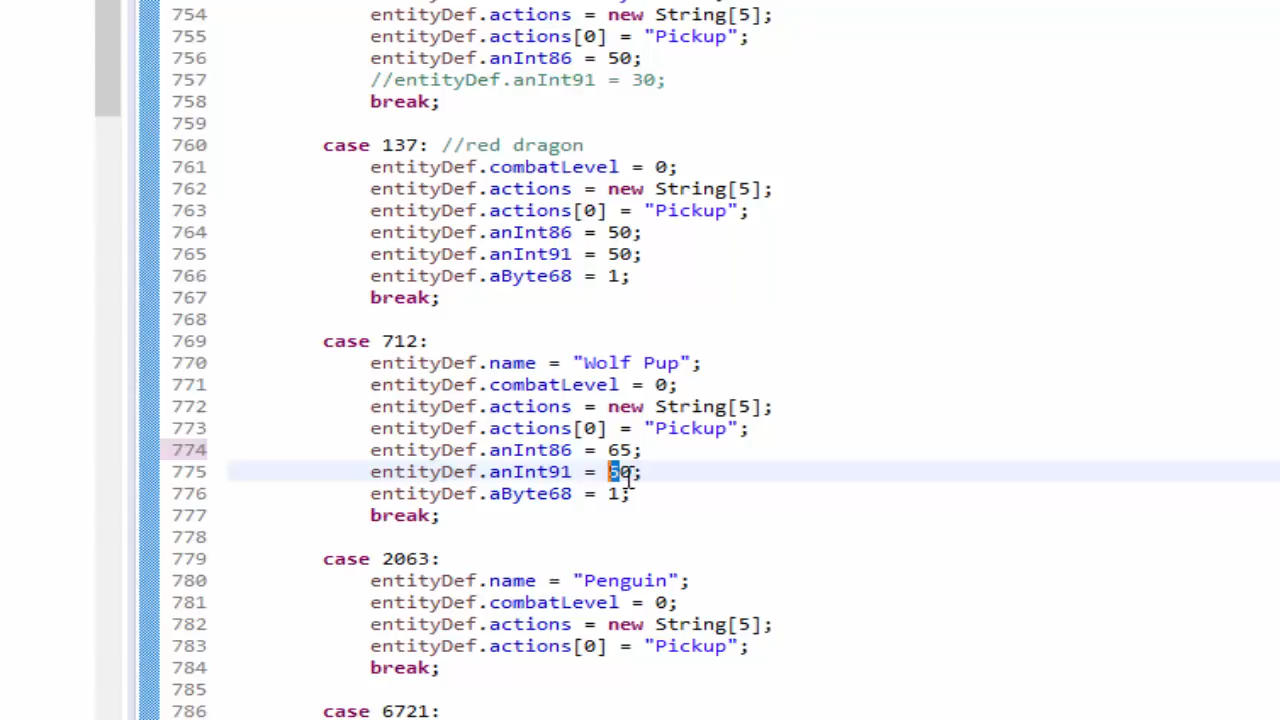 754 entityDef.actions = new String[5];
755 entityDef.actions[0] = "Pickup";
756 entityDef.anInt86 = 50;
757 //entityDef.anInt91 = 30;
758 break;
759
760 case 137: //red dragon
761 entityDef.combatLevel = 0;
762 entityDef.actions = new String[5];
763 entityDef.actions[0] = "Pickup";
764 entityDef.anInt86 = 50;
765 entityDef.anInt91 = 50;
766 entityDef.aByte68 = 1;
767 break;
768
769 case 712:
770 entityDef.name = "Wolf Pup";
771 entityDef.combatLevel = 0;
772 entityDef.actions = new String[5];
773 entityDef.actions[0] = "Pickup";
774 entityDef.anInt86 = 65;
775 entityDef.anInt91 = 50;
776 entityDef.aByte68 = 1;
777 break;
778
779 case 2063:
780 entityDef.name = "Penguin";
781 entityDef.combatLevel = 0;
782 entityDef.actions = new String[5];
783 entityDef.actions[0] = "Pickup";
784 break;
785
786 case 6721: